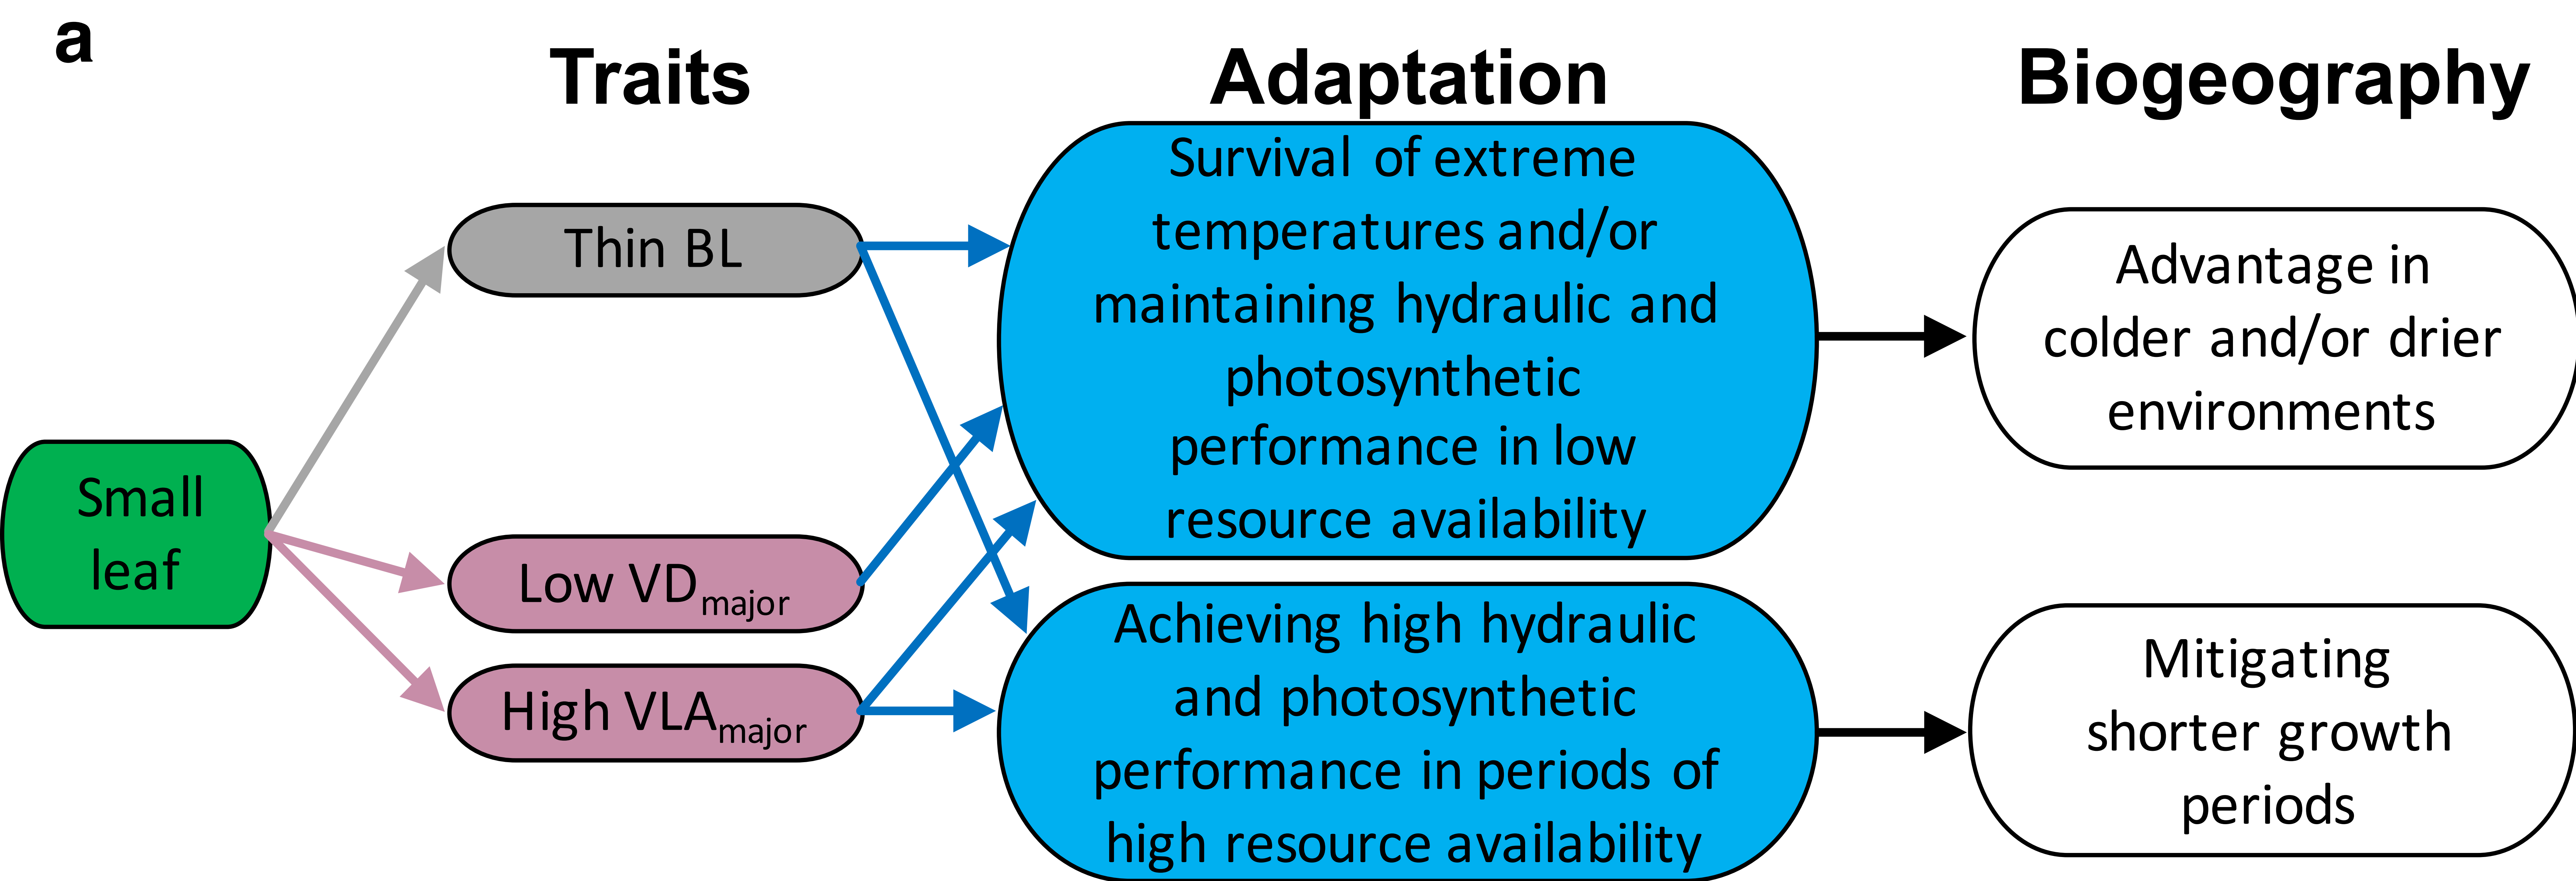 a
Traits
Adaptation
Biogeography
Small
leaf
Thin BL
Low VDmajor
High VLAmajor
Survival of extreme
temperatures and/or
maintaining hydraulic and
photosynthetic
performance in low
resource availability
Achieving high hydraulic
and photosynthetic
performance in periods of
high resource availability
Advantage in
colder and/or drier
environments
Mitigating
shorter growth
periods